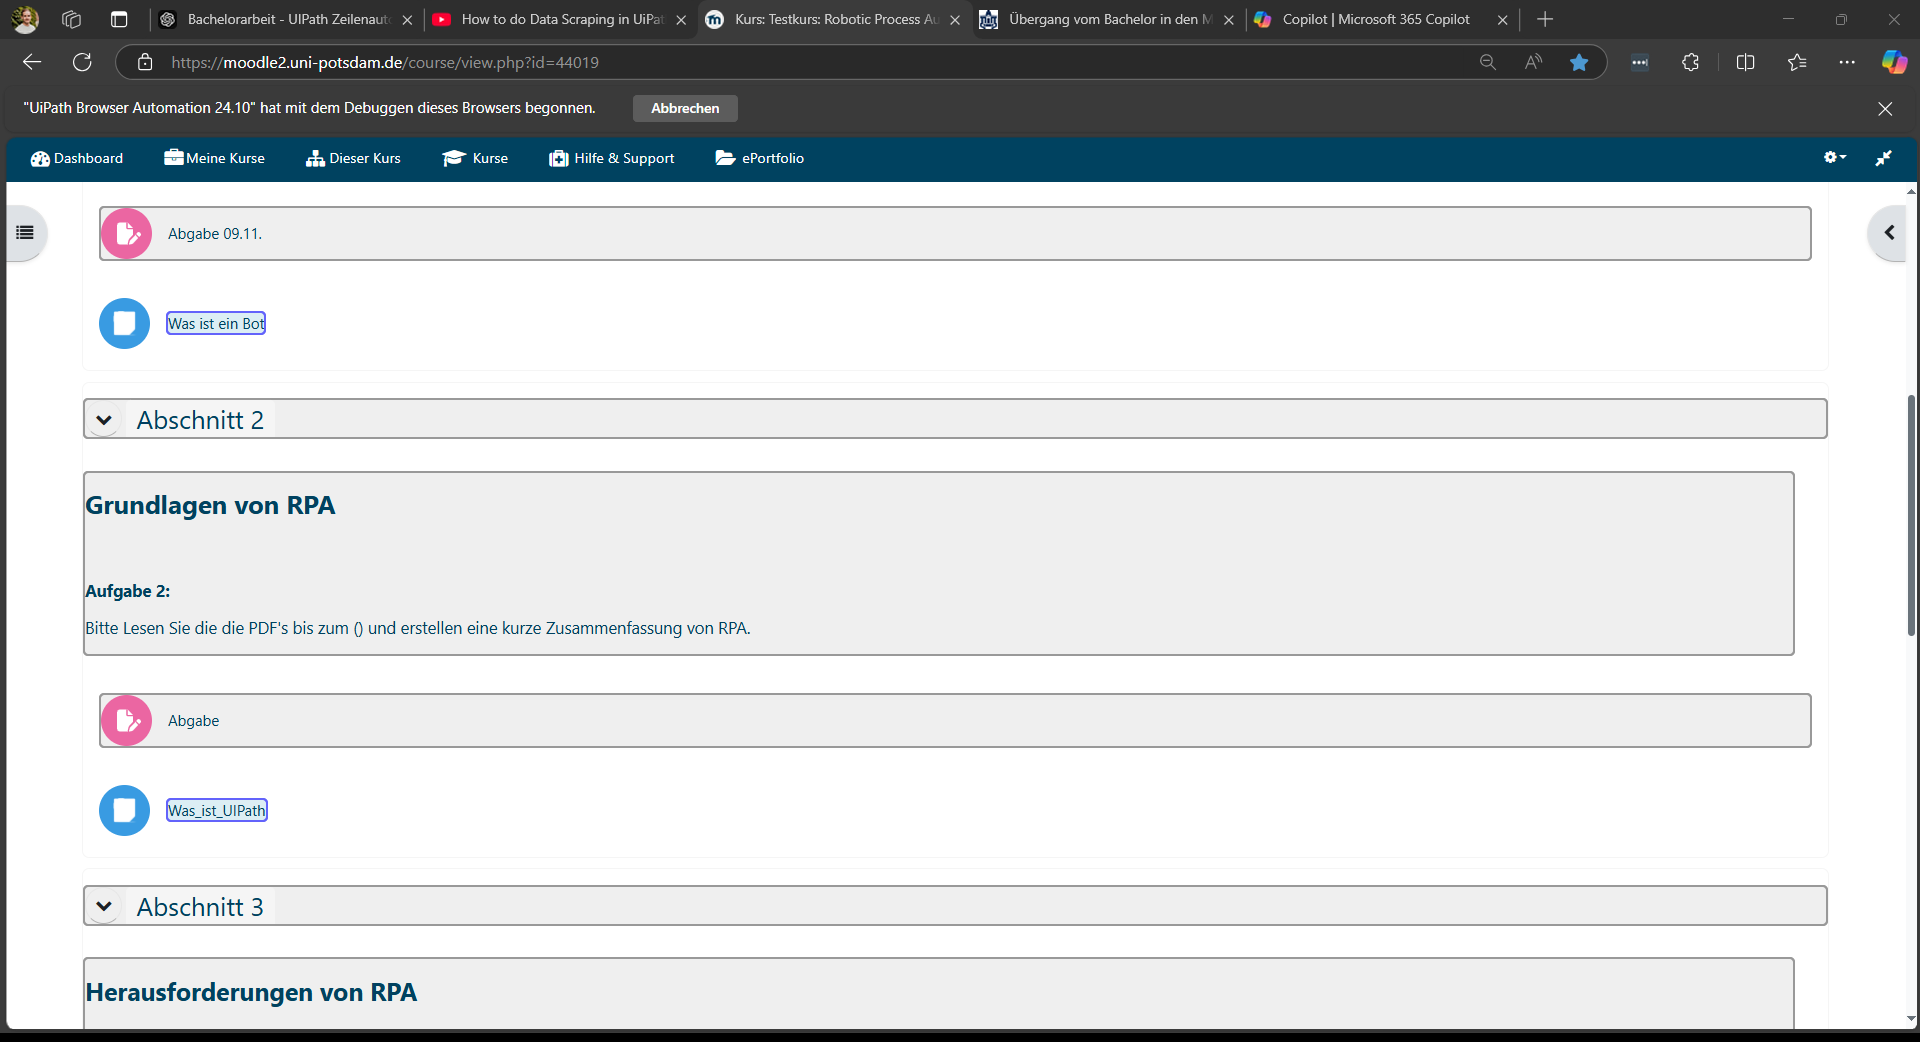 Bachelorarbeit - UIPath Zeilenaut
How to do Data Scraping in UiPat
Kurs: Testkurs: Robotic Process Au
Übergang vom Bachelor in den M
Copilot | Microsoft 365 Copilot
https://moodle2.uni-potsdam.de/course/view.php?id=44019
"UiPath Browser Automation 24.10" hat mit dem Debuggen dieses Browsers begonnen.
Abbrechen
Dashboard
Meine Kurse
Dieser Kurs
Kurse
Hilfe & Support
ePortfolio
Abgabe 09.11.
Was ist ein Bot
Abschnitt 2
Grundlagen von RPA
Aufgabe 2:
Bitte Lesen Sie die die PDF's bis zum () und erstellen eine kurze Zusammenfassung von RPA.
Abgabe
Was_ist_UIPath
Abschnitt 3
Herausforderungen von RPA